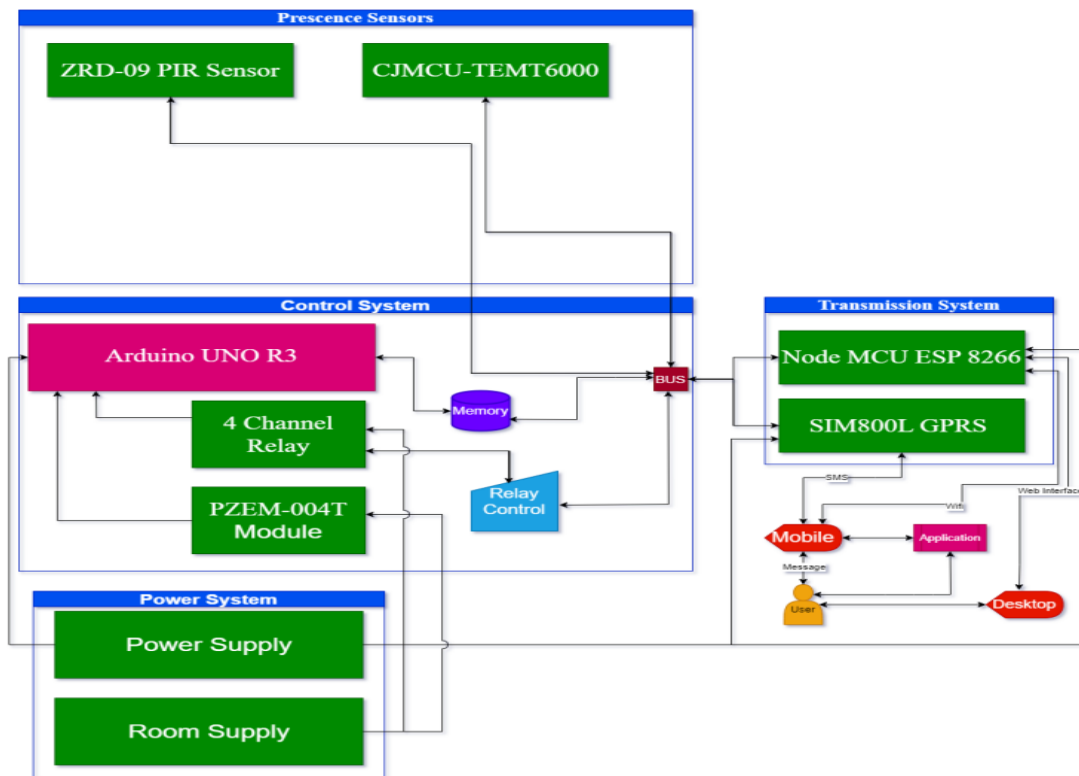 Prescence Sensors
ZRD-09 PIR Sensor
CJMCU-TEMT6000
Control System
Arduino UNO R3
4 Channel
Relay
PZEM-004T
Module
Memory
BUS
Relay
Control
Transmission System
Node MCU ESP 8266
SIM800L GPRS
SMS
Web Interface
Wifi
Mobile
Application
Message
User
Desktop
Power System
Power Supply
Room Supply